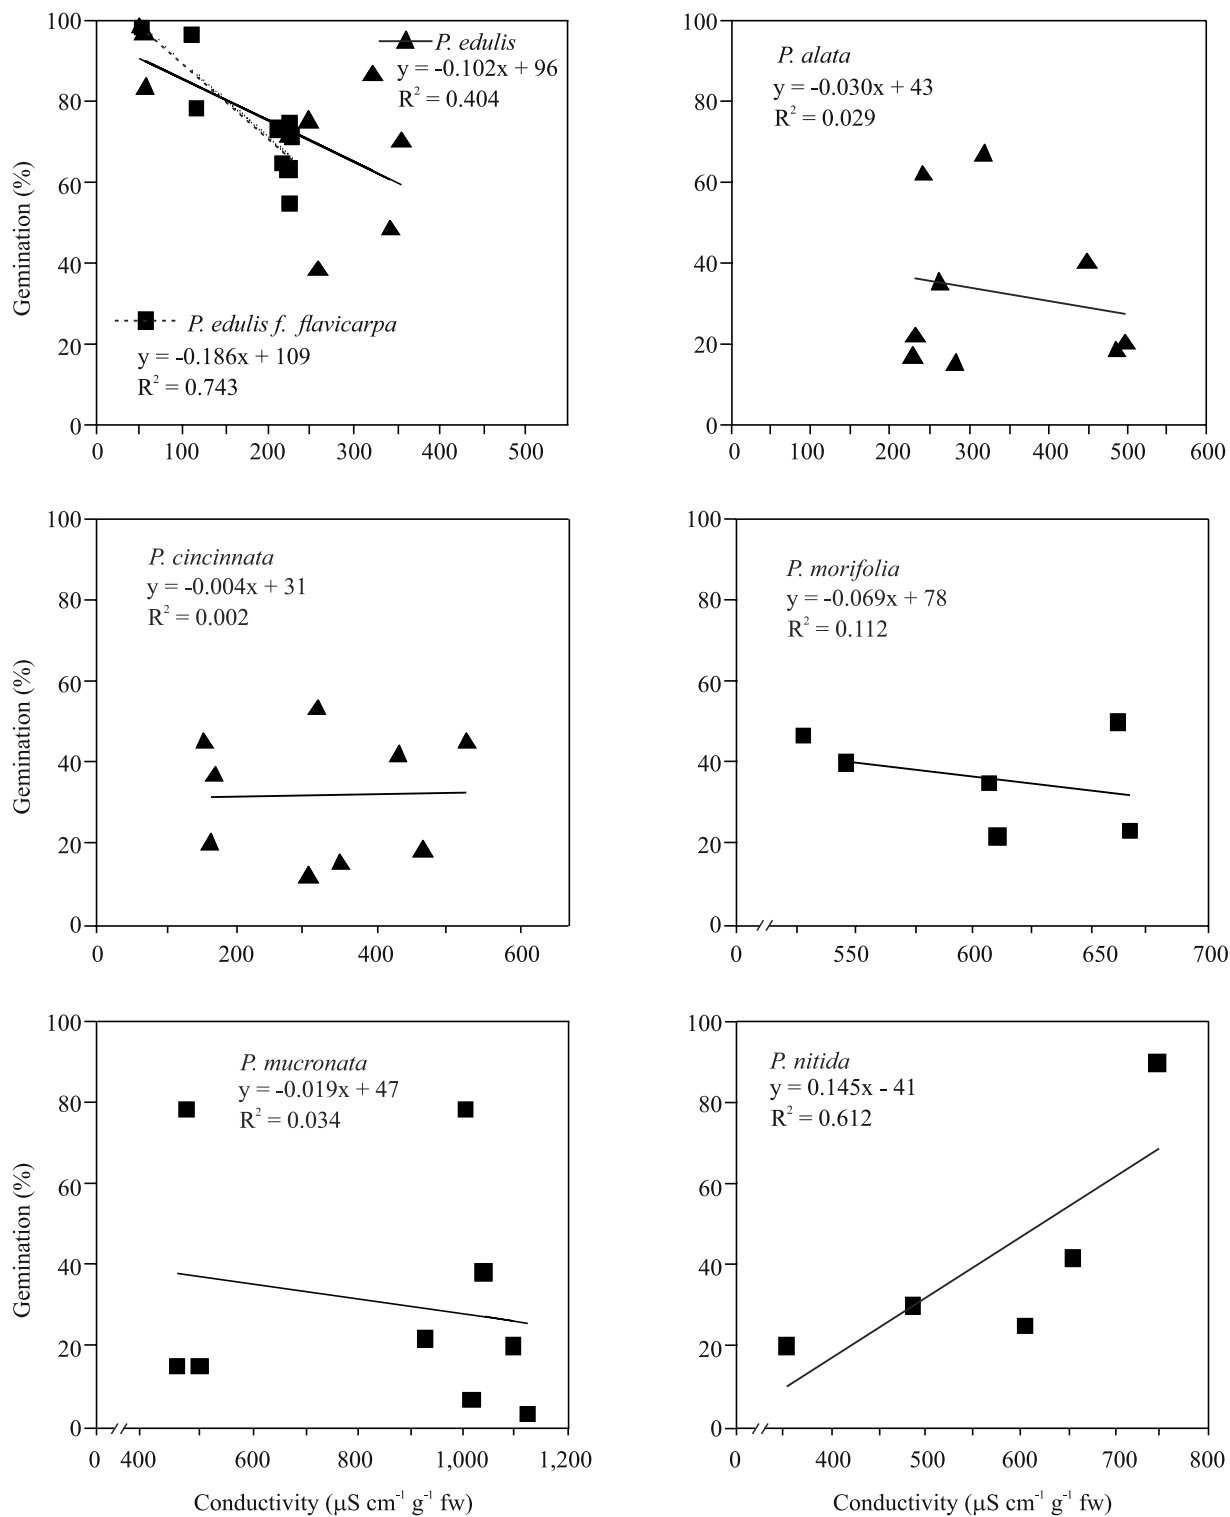 Gemination (%)
100
80
60
40
20
0
0 100 200 300 400 500
P. edulis
y = -0.102x + 96
R² = 0.404
P. edulis f. flavicarpa
y = -0.186x + 109
R² = 0.743
100
80
60
40
20
0
0 100 200 300 400 500 600
P. alata
y = -0.030x + 43
R² = 0.029
Gemination (%)
100
80
60
40
20
0
0 200 400 600
P. cincinnata
y = -0.004x + 31
R² = 0.002
100
80
60
40
20
0
0 550 600 650 700
P. morifolia
y = -0.069x + 78
R² = 0.112
Gemination (%)
100
80
60
40
20
0
0 400 600 800 1,000 1,200
P. mucronata
y = -0.019x + 47
R² = 0.034
Conductivity (μS cm⁻¹ g⁻¹ fw)
100
80
60
40
20
0
0 400 500 600 700 800
P. nitida
y = 0.145x - 41
R² = 0.612
Conductivity (μS cm⁻¹ g⁻¹ fw)